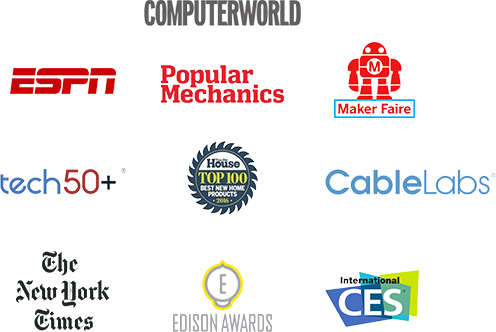 COMPUTERWORLD
ESPN
Popular
Mechanics
M
Maker Faire
tech50+®
House
TOP 100
BEST NEW HOME
PRODUCTS
2016
CableLabs®
The
New York
Times
E
EDISON AWARDS
International
CES